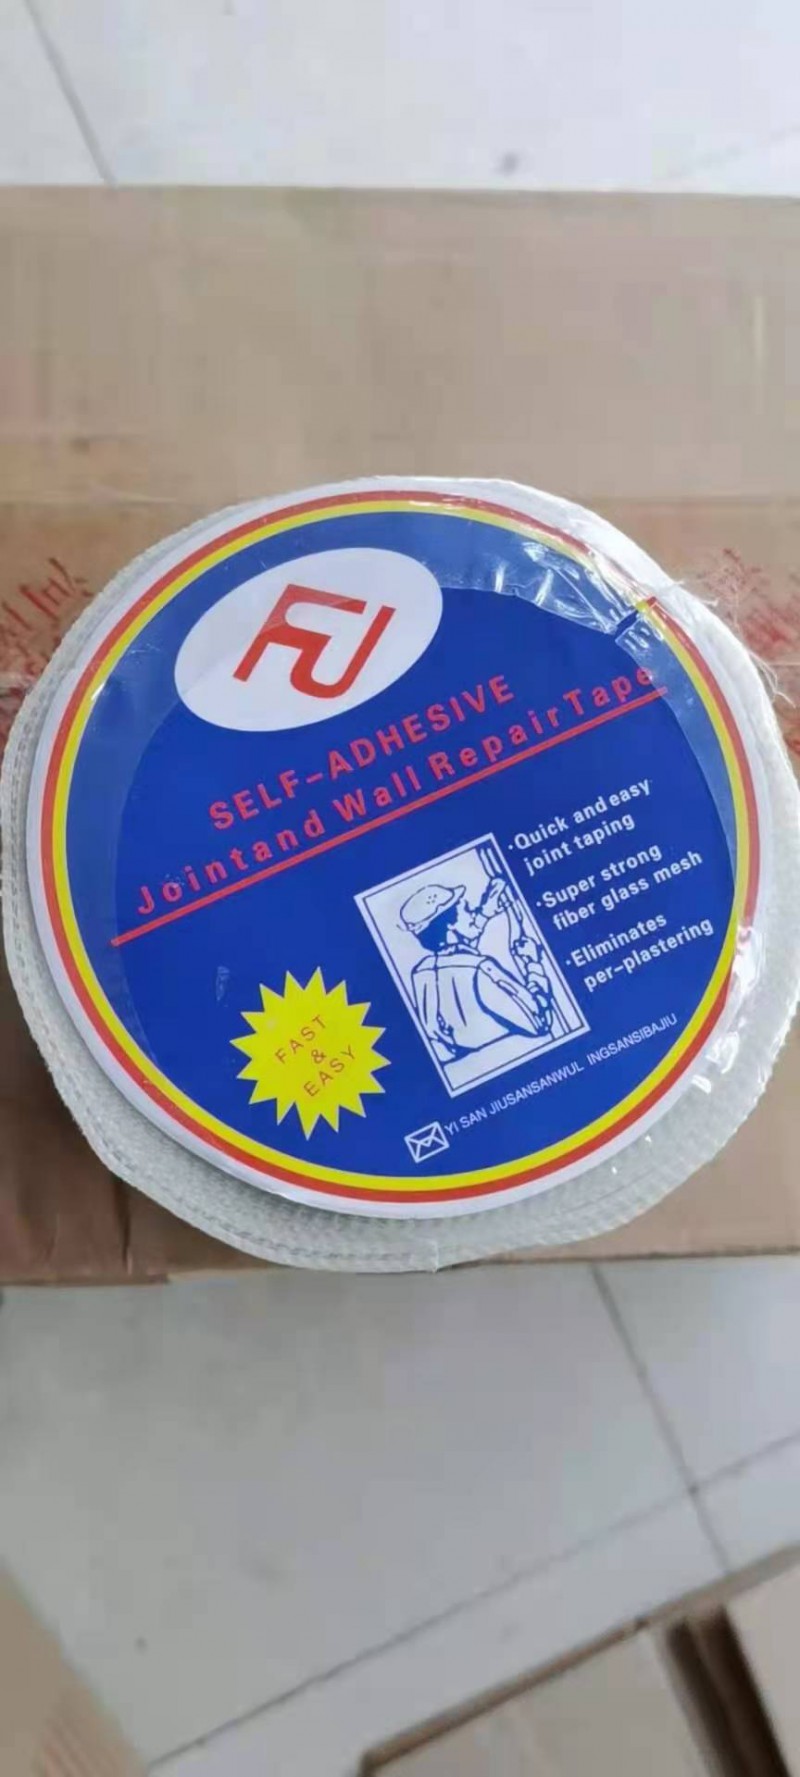 FJ
SELF-ADHESIVE
Jointand Wall Repair Tape
·Quick and easy
joint taping
·Super strong
fiber glass mesh
·Eliminates
per-plastering
FAST
&
EASY
YI SAN JIUSANSANWUL INGSANSIBAJIU